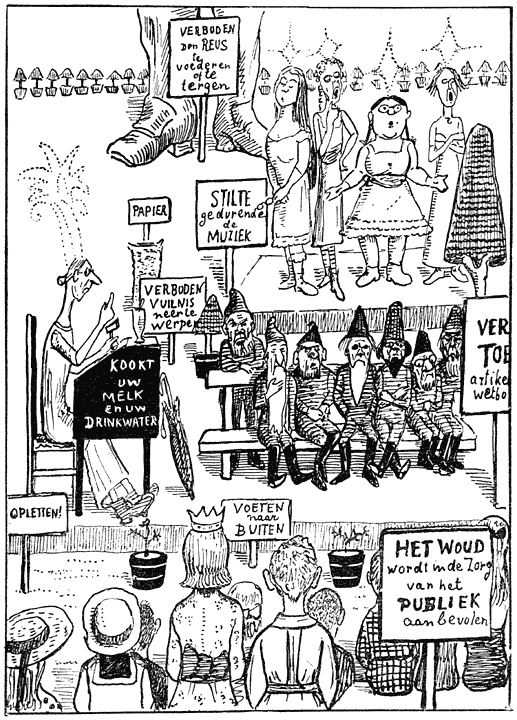 VERBODEN
Den REUS
te
voederen
of te
tergen
PAPIER
STILTE
gedurende
de
MUZIEK
VERBODEN
VUILNIS
neer te
werpen
VER
TOE
artike
wetbo
KOOKT
UW
MELK
en UW
DRINKWATER
OPLETTEN!
VOETEN
naar
BUITEN
HET WOUD
wordt in de Zorg
van het
PUBLIEK
aanbevolen